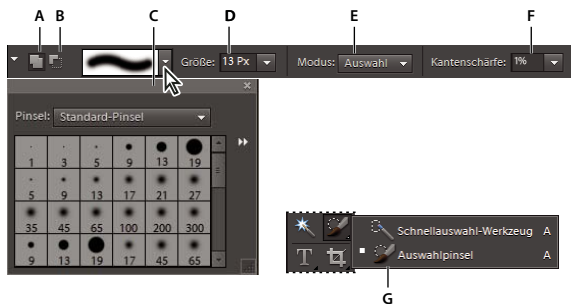 A B C D E F
Größe: 13 Px Modus: Auswahl Kantenschärfe: 1%
Pinsel: Standard-Pinsel
1 3 5 9 13 19
5 9 13 17 21 27
35 45 65 100 200 300
9 13 19 17 45 65
Schnellauswahl-Werkzeug A
T Auswahlpinsel A
G